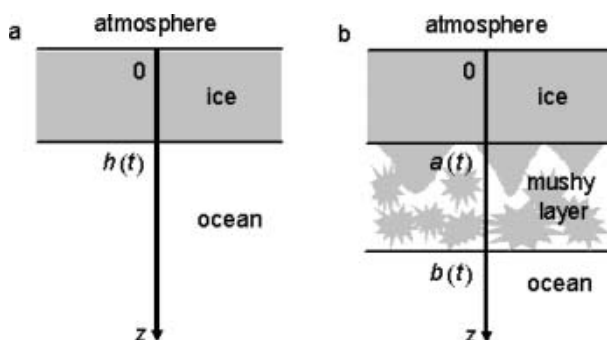 a
atmosphere
0
ice
h(t)
ocean
z
b
atmosphere
0
ice
a(t)
mushy
layer
b(t)
ocean
z